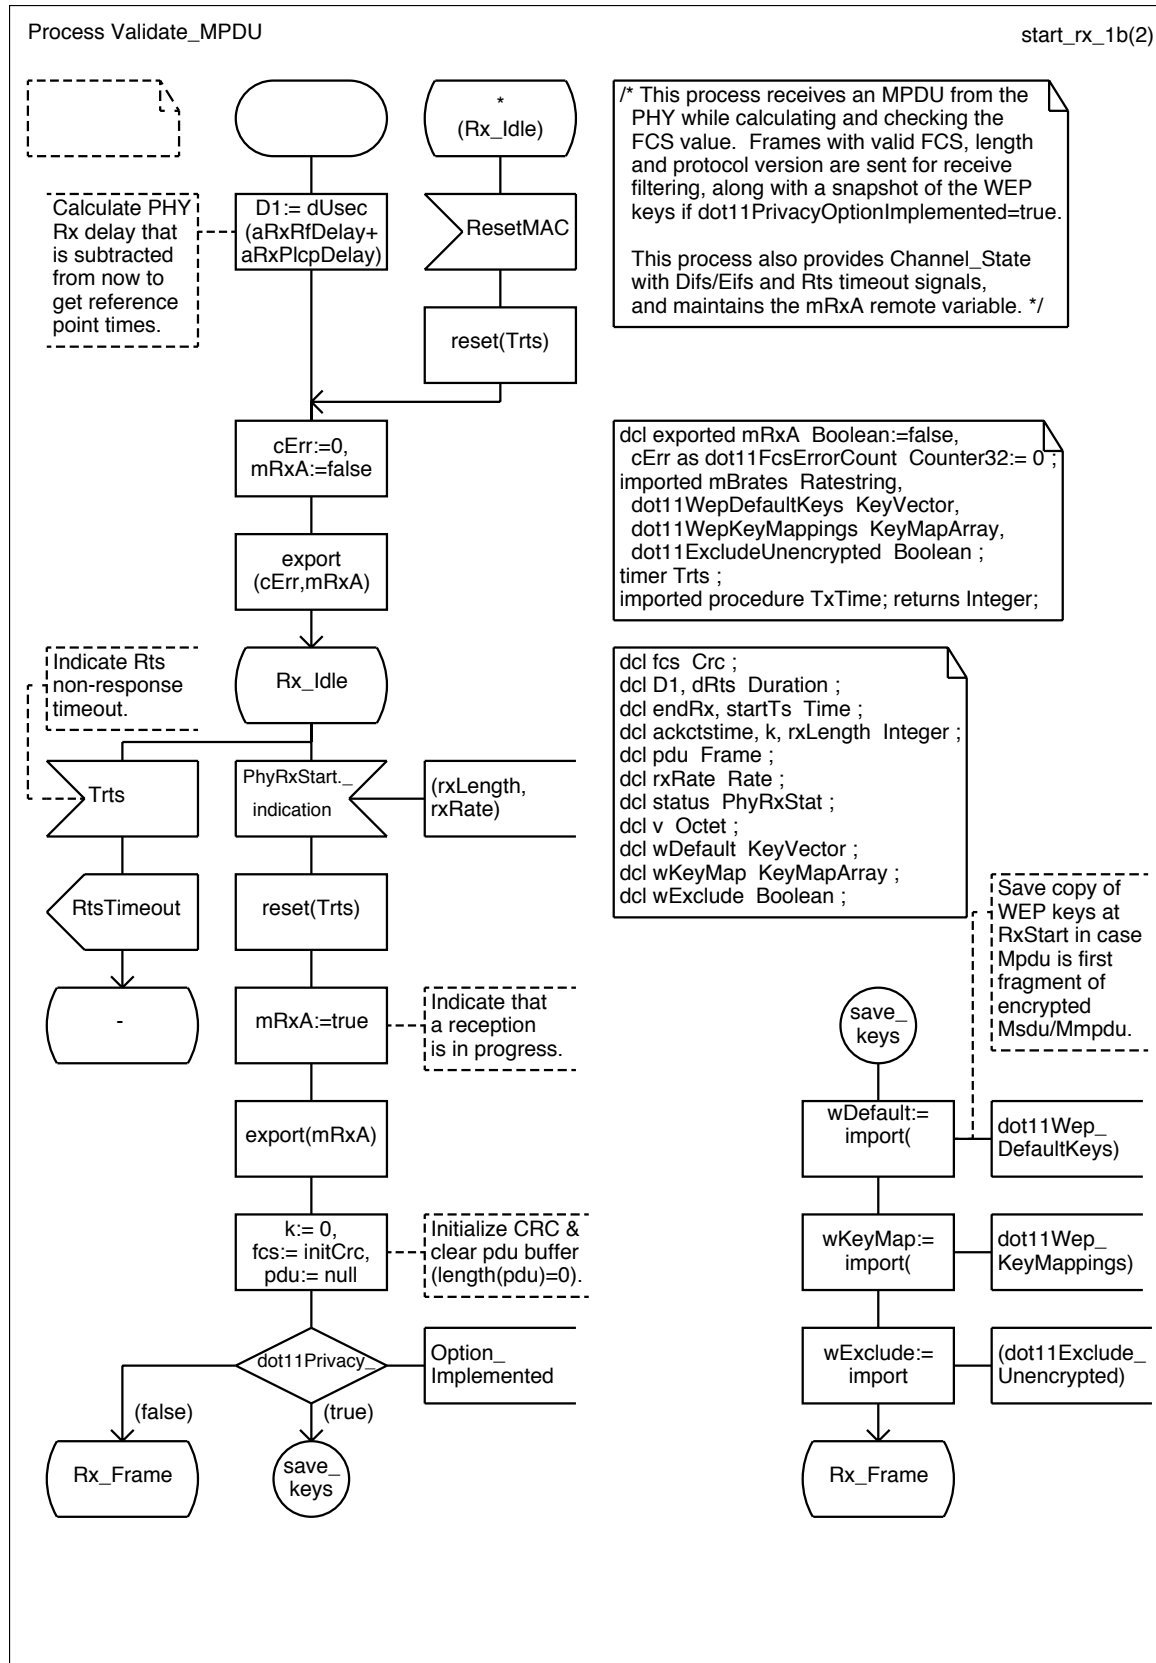 Process Validate_MPDU
start_rx_1b(2)
*
(Rx_Idle)
/* This process receives an MPDU from the
PHY while calculating and checking the
FCS value.  Frames with valid FCS, length
and protocol version are sent for receive
filtering, along with a snapshot of the WEP
keys if dot11PrivacyOptionImplemented=true.
This process also provides Channel_State
with Difs/Eifs and Rts timeout signals,
and maintains the mRxA remote variable. */
Calculate PHY
Rx delay that
is subtracted
from now to
get reference
point times.
D1:= dUsec
(aRxRfDelay+
aRxPlcpDelay)
ResetMAC
reset(Trts)
cErr:=0,
mRxA:=false
dcl exported mRxA  Boolean:=false,
cErr as dot11FcsErrorCount  Counter32:= 0 ;
imported mBrates  Ratestring,
dot11WepDefaultKeys  KeyVector,
dot11WepKeyMappings  KeyMapArray,
dot11ExcludeUnencrypted  Boolean ;
timer Trts ;
imported procedure TxTime; returns Integer;
export
(cErr,mRxA)
Indicate Rts
non-response
timeout.
Rx_Idle
dcl fcs  Crc ;
dcl D1, dRts  Duration ;
dcl endRx, startTs  Time ;
dcl ackctstime, k, rxLength  Integer ;
dcl pdu  Frame ;
dcl rxRate  Rate ;
dcl status  PhyRxStat ;
dcl v  Octet ;
dcl wDefault  KeyVector ;
dcl wKeyMap  KeyMapArray ;
dcl wExclude  Boolean ;
Trts
PhyRxStart._
indication
(rxLength,
rxRate)
RtsTimeout
reset(Trts)
Save copy of
WEP keys at
RxStart in case
Mpdu is first
fragment of
encrypted
Msdu/Mmpdu.
-
mRxA:=true
Indicate that
a reception
is in progress.
save_
keys
export(mRxA)
wDefault:=
import(
dot11Wep_
DefaultKeys)
k:= 0,
fcs:= initCrc,
pdu:= null
Initialize CRC &
clear pdu buffer
(length(pdu)=0).
wKeyMap:=
import(
dot11Wep_
KeyMappings)
dot11Privacy_
Option_
Implemented
wExclude:=
import
(dot11Exclude_
Unencrypted)
(false)
(true)
Rx_Frame
save_
keys
Rx_Frame